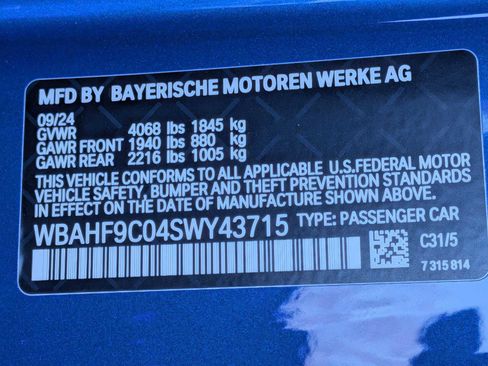 MFD BY BAYERISCHE MOTOREN WERKE AG
09/24
GVWR 4068 lbs 1845 kg
GAWR FRONT 1940 lbs 880 kg
GAWR REAR 2216 lbs 1005 kg
THIS VEHICLE CONFORMS TO ALL APPLICABLE U.S.FEDERAL MOTOR
VEHICLE SAFETY, BUMPER AND THEFT PREVENTION STANDARDS
IN EFFECT ON THE DATE OF MANUFACTURE SHOWN ABOVE.
WBAHF9C04SWY43715 TYPE: PASSENGER CAR
C31/5
7 315 814